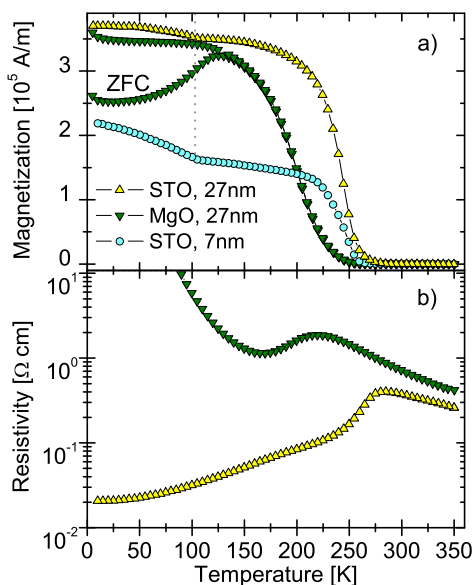 Magnetization [10⁵ A/m]
a)
3
2
1
0
ZFC
STO, 27nm
MgO, 27nm
STO, 7nm
b)
Resistivity [Ω cm]
10¹
10⁰
10⁻¹
10⁻²
0 50 100 150 200 250 300 350
Temperature [K]